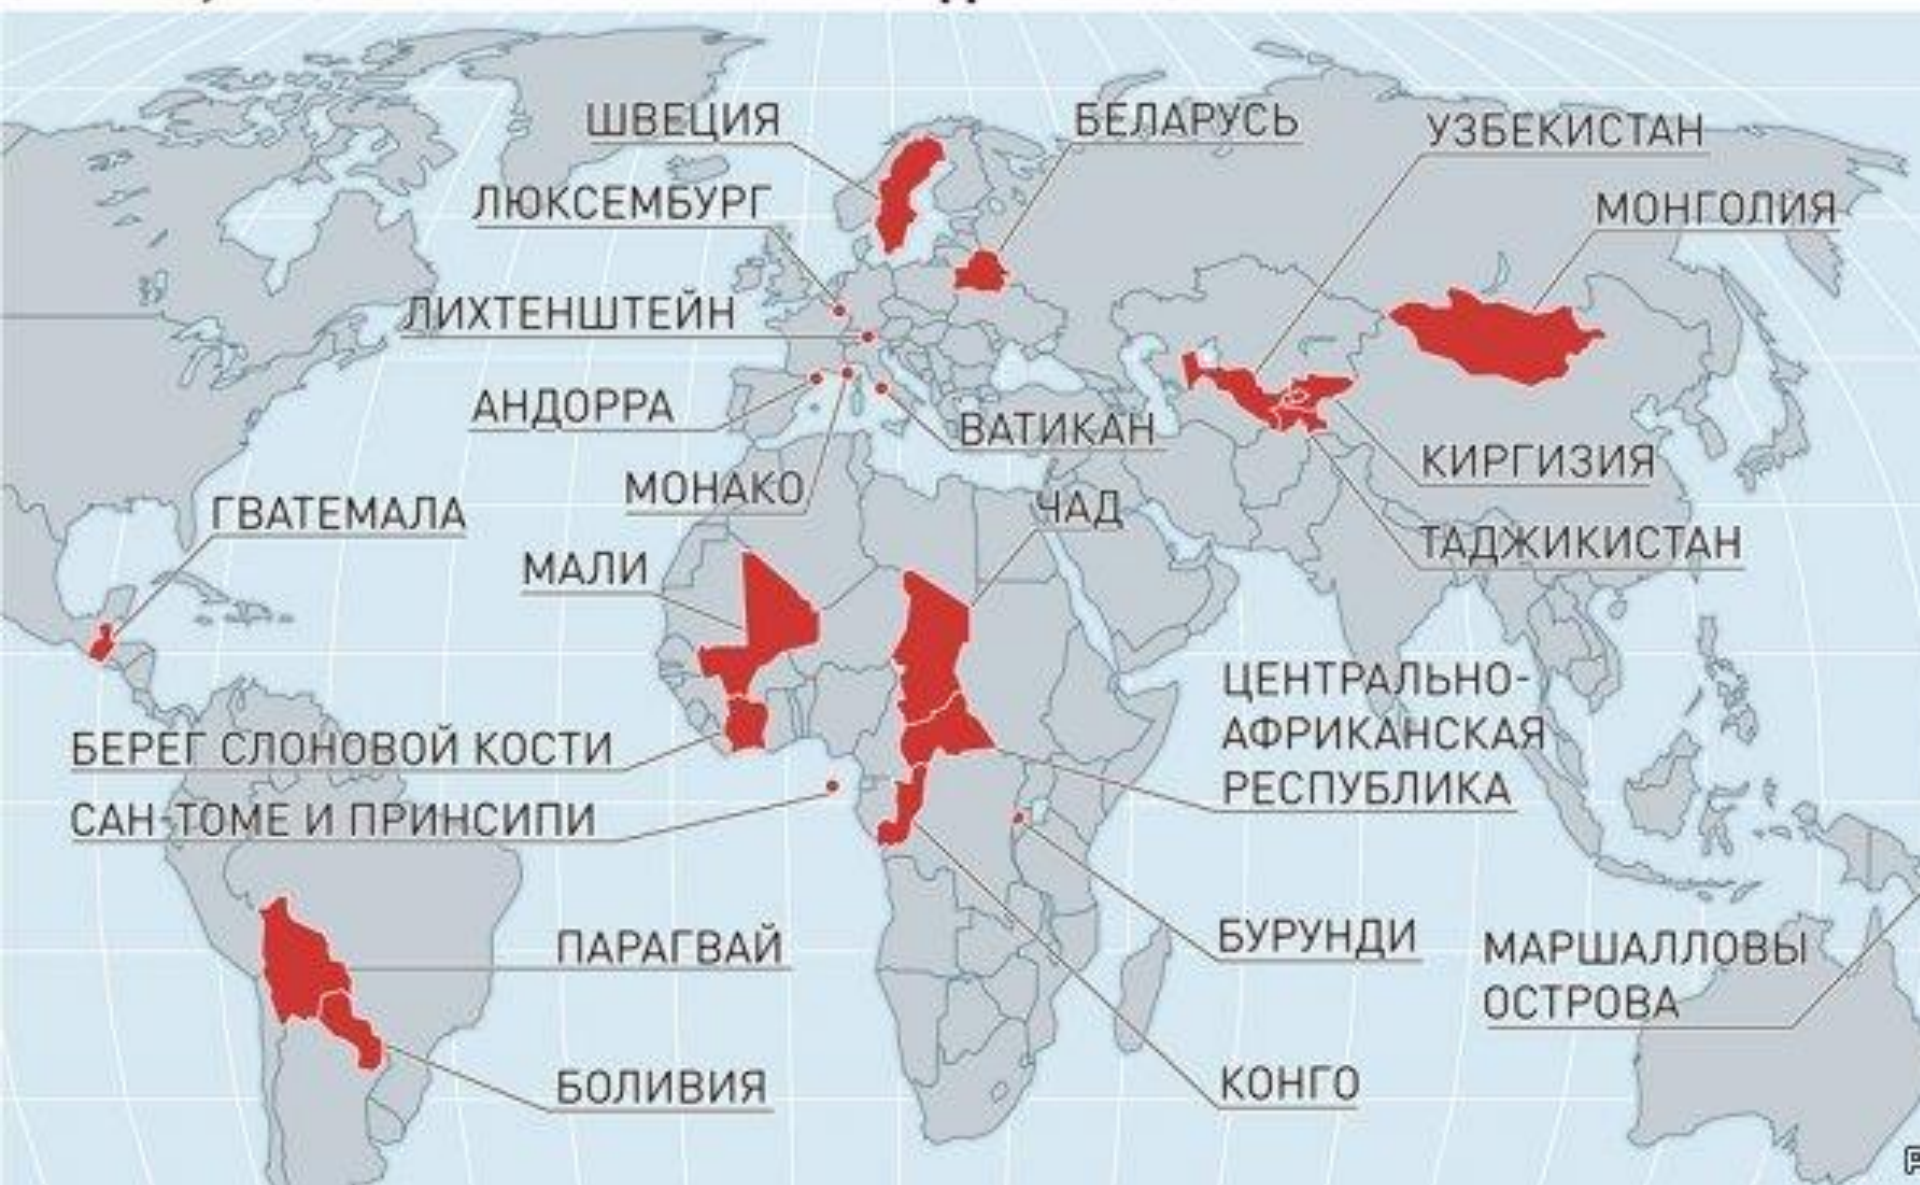 ШВЕЦИЯ
БЕЛАРУСЬ
УЗБЕКИСТАН
ЛЮКСЕМБУРГ
МОНГОЛИЯ
ЛИХТЕНШТЕЙН
АНДОРРА
ВАТИКАН
КИРГИЗИЯ
МОНАКО
ЧАД
ГВАТЕМАЛА
ТАДЖИКИСТАН
МАЛИ
ЦЕНТРАЛЬНО-
АФРИКАНСКАЯ
РЕСПУБЛИКА
БЕРЕГ СЛОНОВОЙ КОСТИ
САН-ТОМЕ И ПРИНСИПИ
ПАРАГВАЙ
БУРУНДИ
МАРШАЛЛОВЫ
ОСТРОВА
БОЛИВИЯ
КОНГО